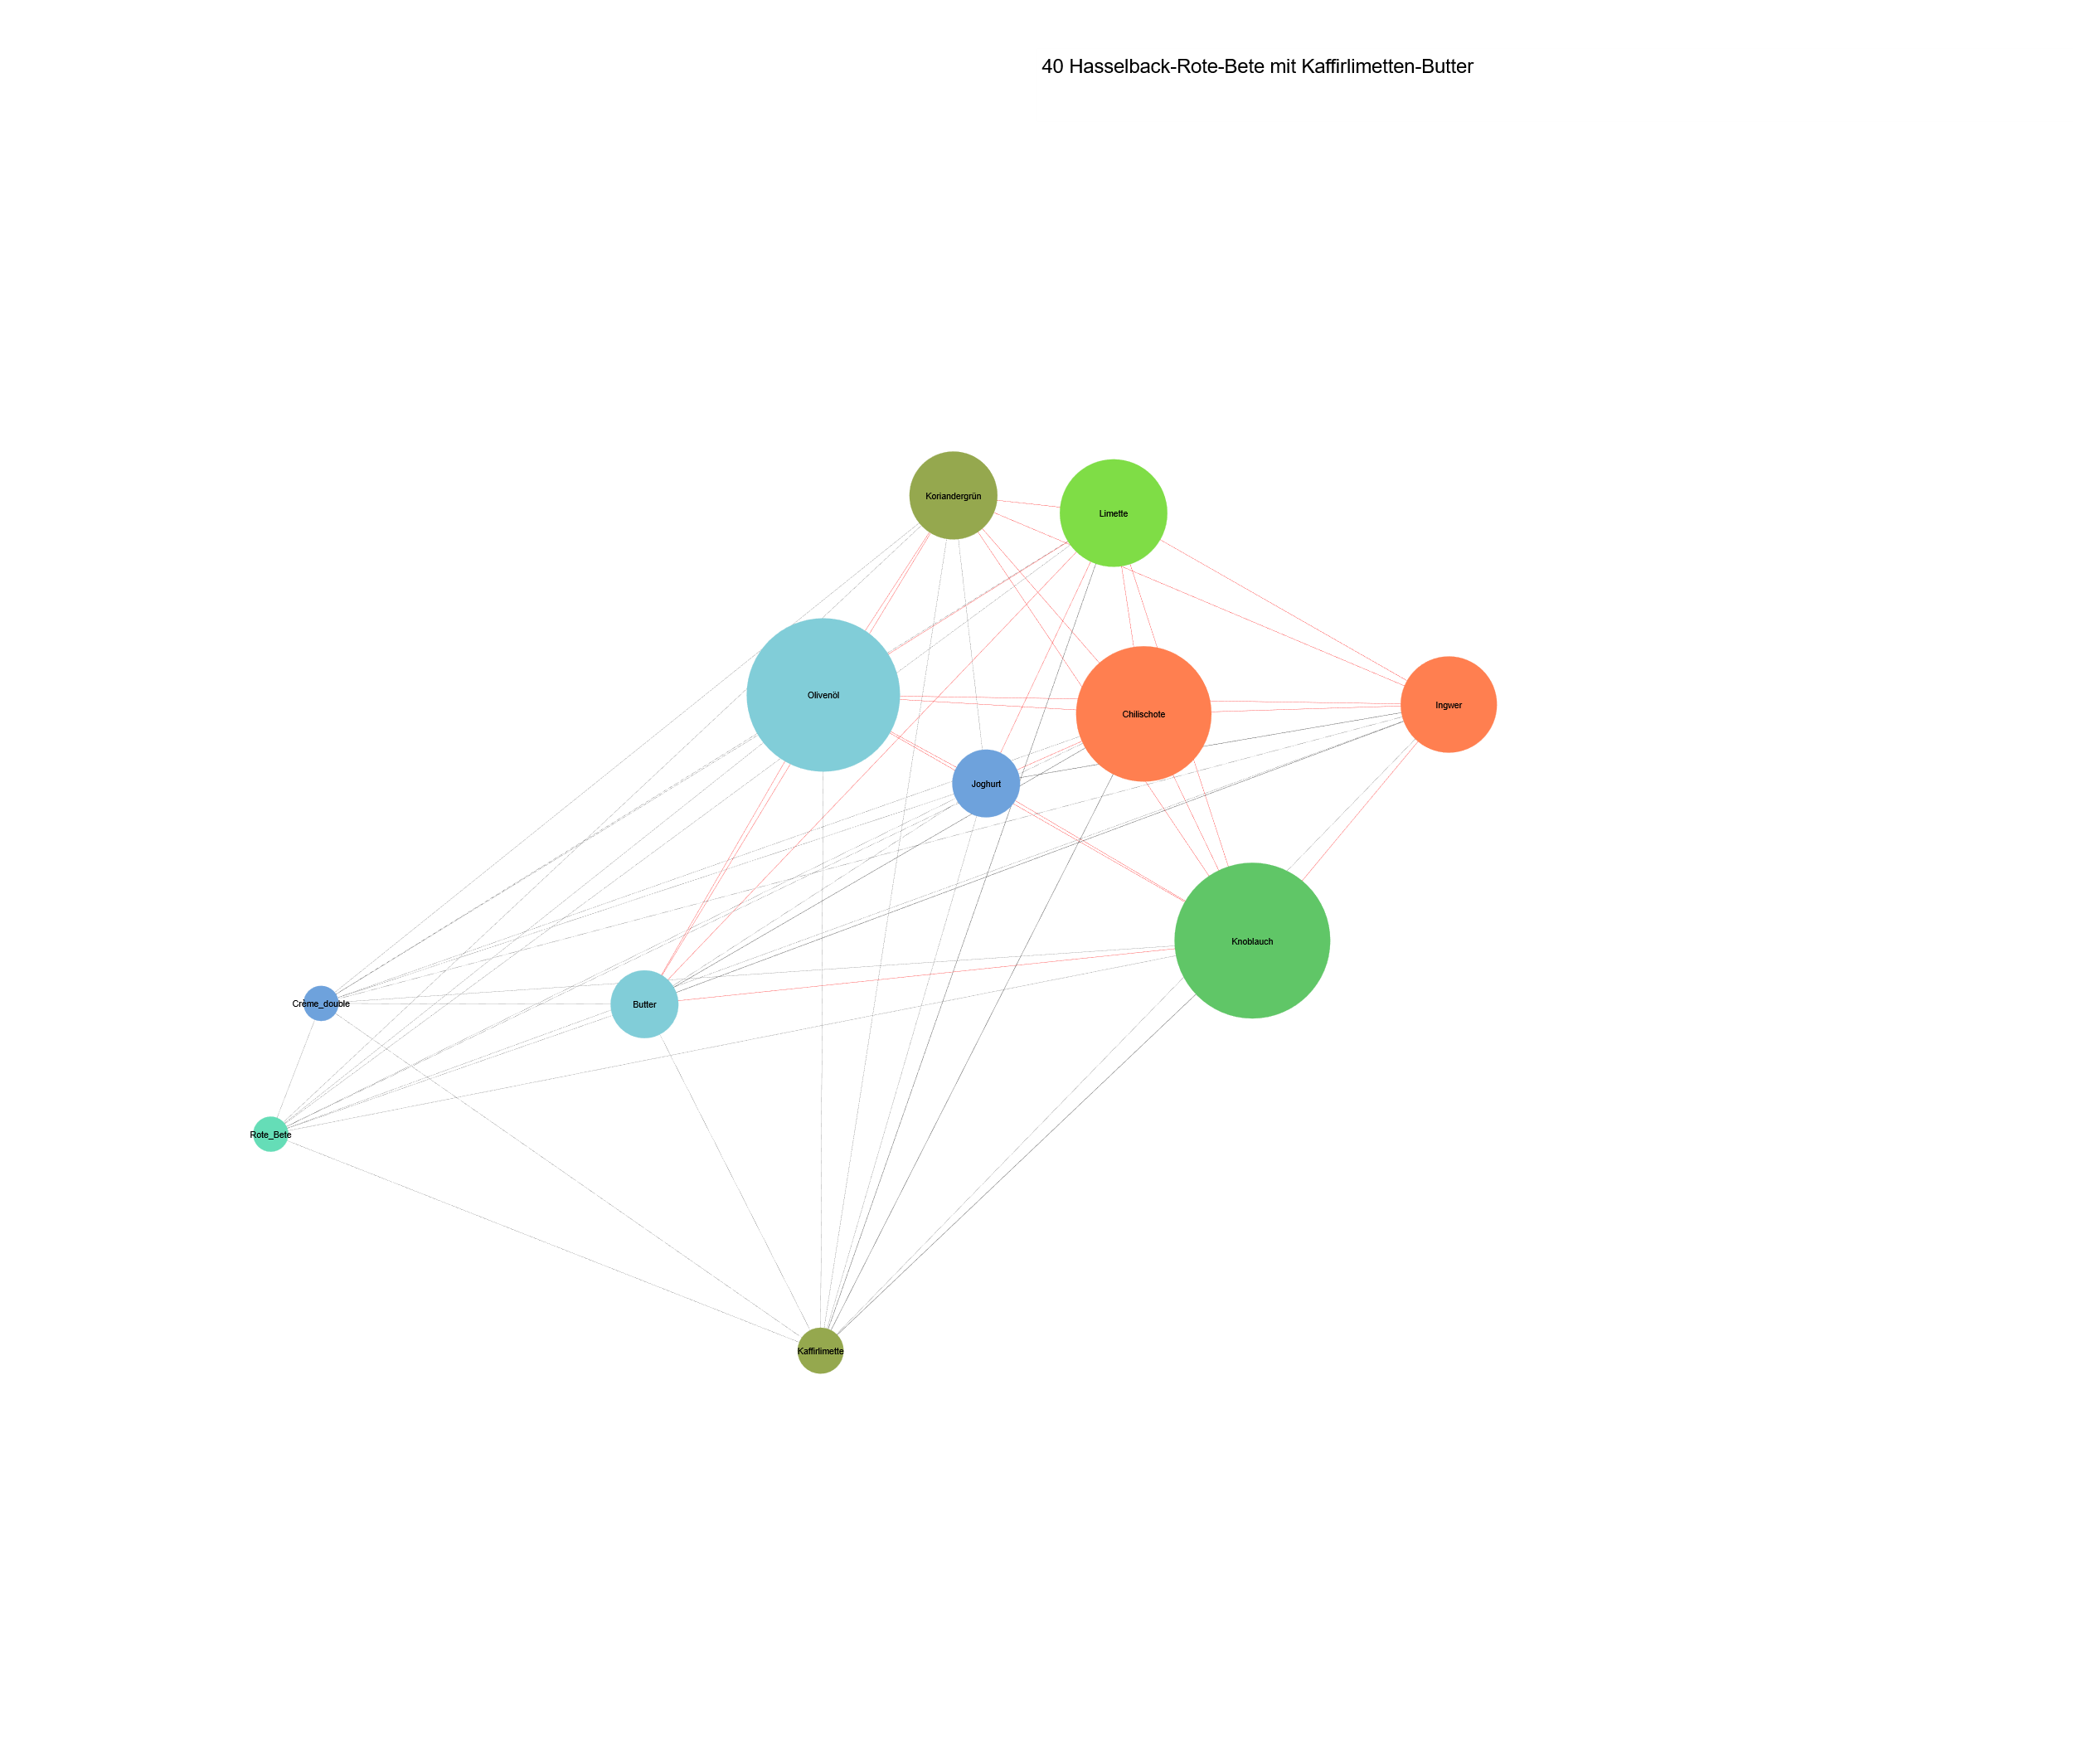 40 Hasselback-Rote-Bete mit Kaffirlimetten-Butter
Koriandergrün
Limette
Olivenöl
Chilischote
Ingwer
Joghurt
Knoblauch
Crème_double
Butter
Rote_Bete
Kaffirlimette